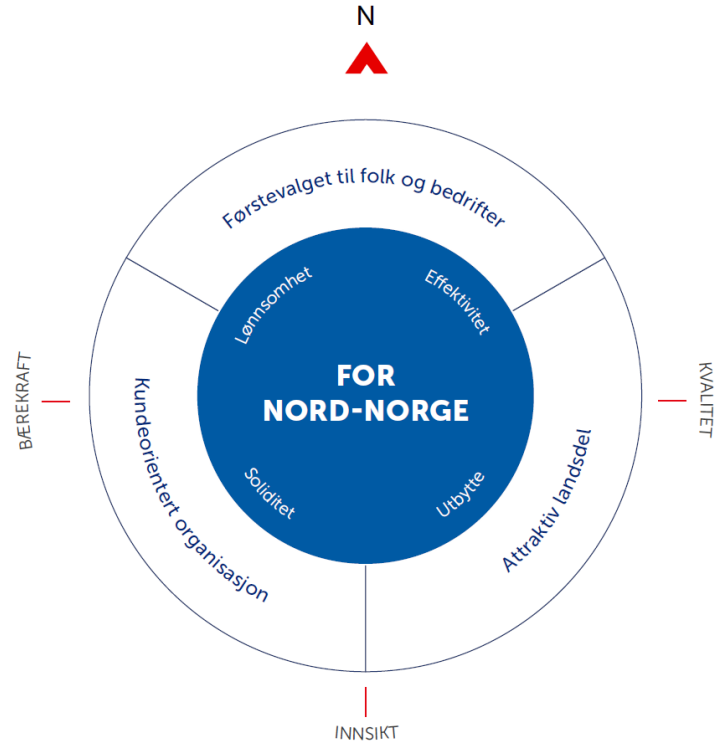 N
Førstevalget til folk og bedrifter
Lønnsomhet
Effektivitet
BÆREKRAFT
FOR
NORD-NORGE
KVALITET
Kundeorientert organisasjon
Soliditet
Utbytte
Attraktiv landsdel
INNSIKT